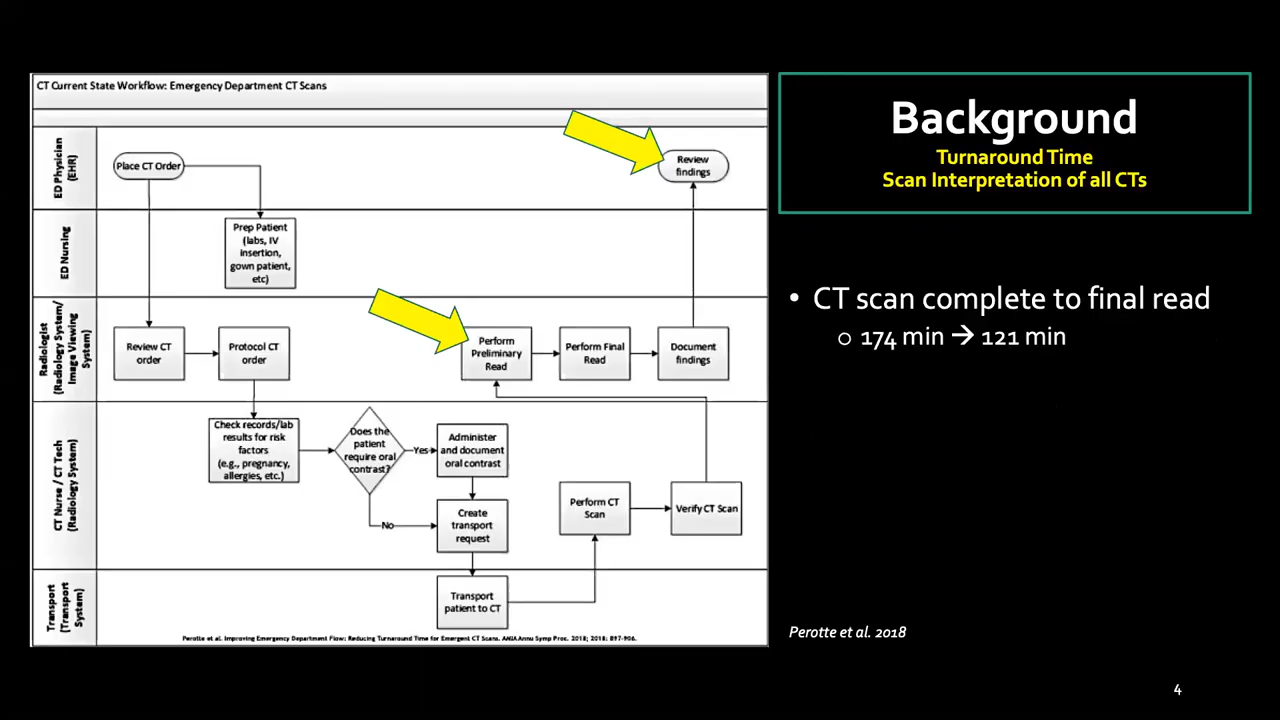 CT Current State Workflow: Emergency Department CT Scans
ED Physician
(EHR)
Place CT Order
Review
findings
ED Nursing
Prep Patient
(labs, IV
insertion,
gown patient,
etc)
Radiologist
(Radiology System/
Image Viewing
System)
Review CT
order
Protocol CT
order
Perform
Preliminary
Read
Perform Final
Read
Document
findings
CT Nurse / CT Tech
(Radiology System)
Check records/lab
results for risk
factors
(e.g., pregnancy,
allergies, etc.)
Does the
patient
require oral
contrast?
Yes
No
Administer
and document
oral contrast
Create
transport
request
Perform CT
Scan
Verify CT Scan
Transport
(Transport
System)
Transport
patient to CT
Perotte et al. Improving Emergency Department Flow: Reducing Turnaround Time for Emergent CT Scans. AMIA Annu Symp Proc. 2018; 2018: 897-906.
Background
Turnaround Time
Scan Interpretation of all CTs
• CT scan complete to final read
o 174 min → 121 min
Perotte et al. 2018
4